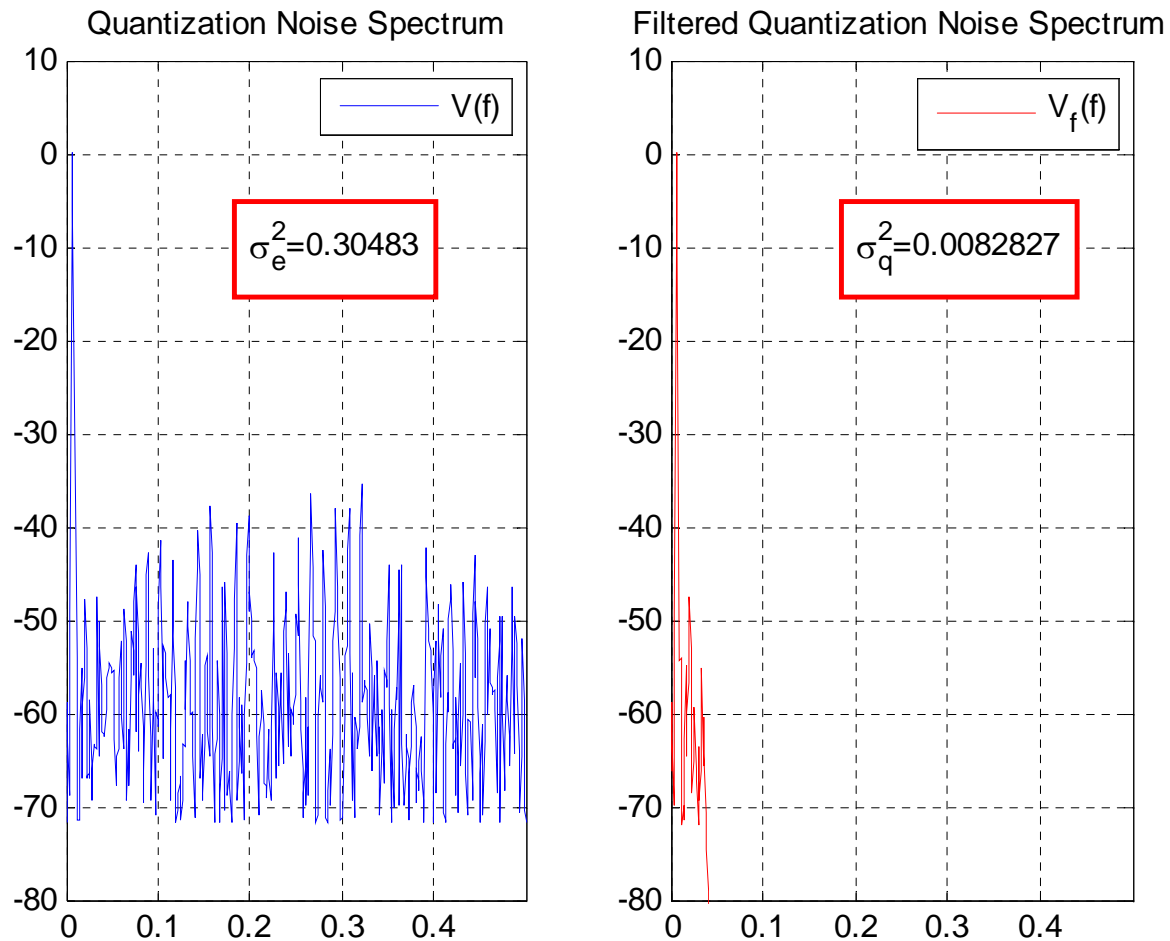 Quantization Noise Spectrum
10
0
-10
-20
-30
-40
-50
-60
-70
-80
0 0.1 0.2 0.3 0.4
V(f)
σ_e^2=0.30483
Filtered Quantization Noise Spectrum
10
0
-10
-20
-30
-40
-50
-60
-70
-80
0 0.1 0.2 0.3 0.4
V_f(f)
σ_q^2=0.0082827